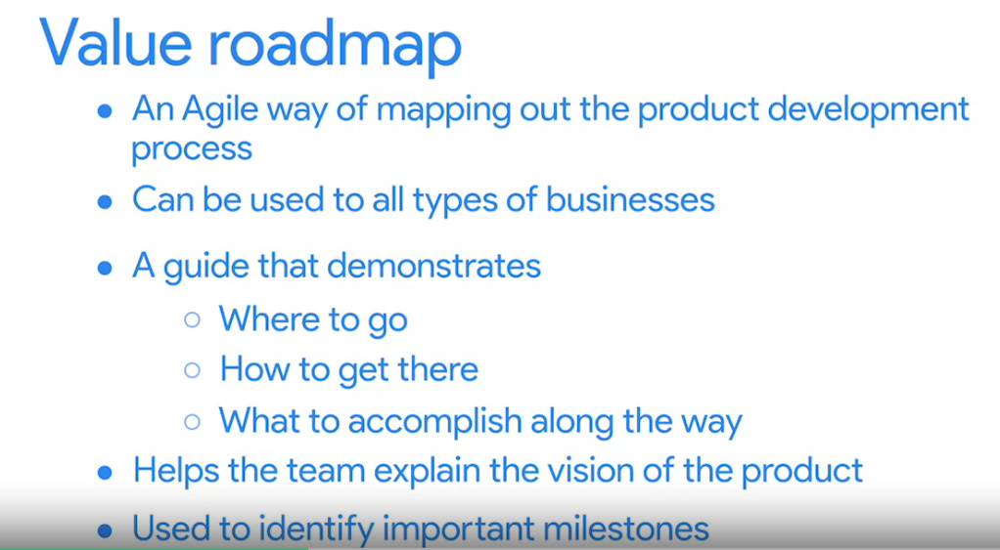 Value roadmap
● An Agile way of mapping out the product development
process
● Can be used to all types of businesses
● A guide that demonstrates
○ Where to go
○ How to get there
○ What to accomplish along the way
● Helps the team explain the vision of the product
● Used to identify important milestones